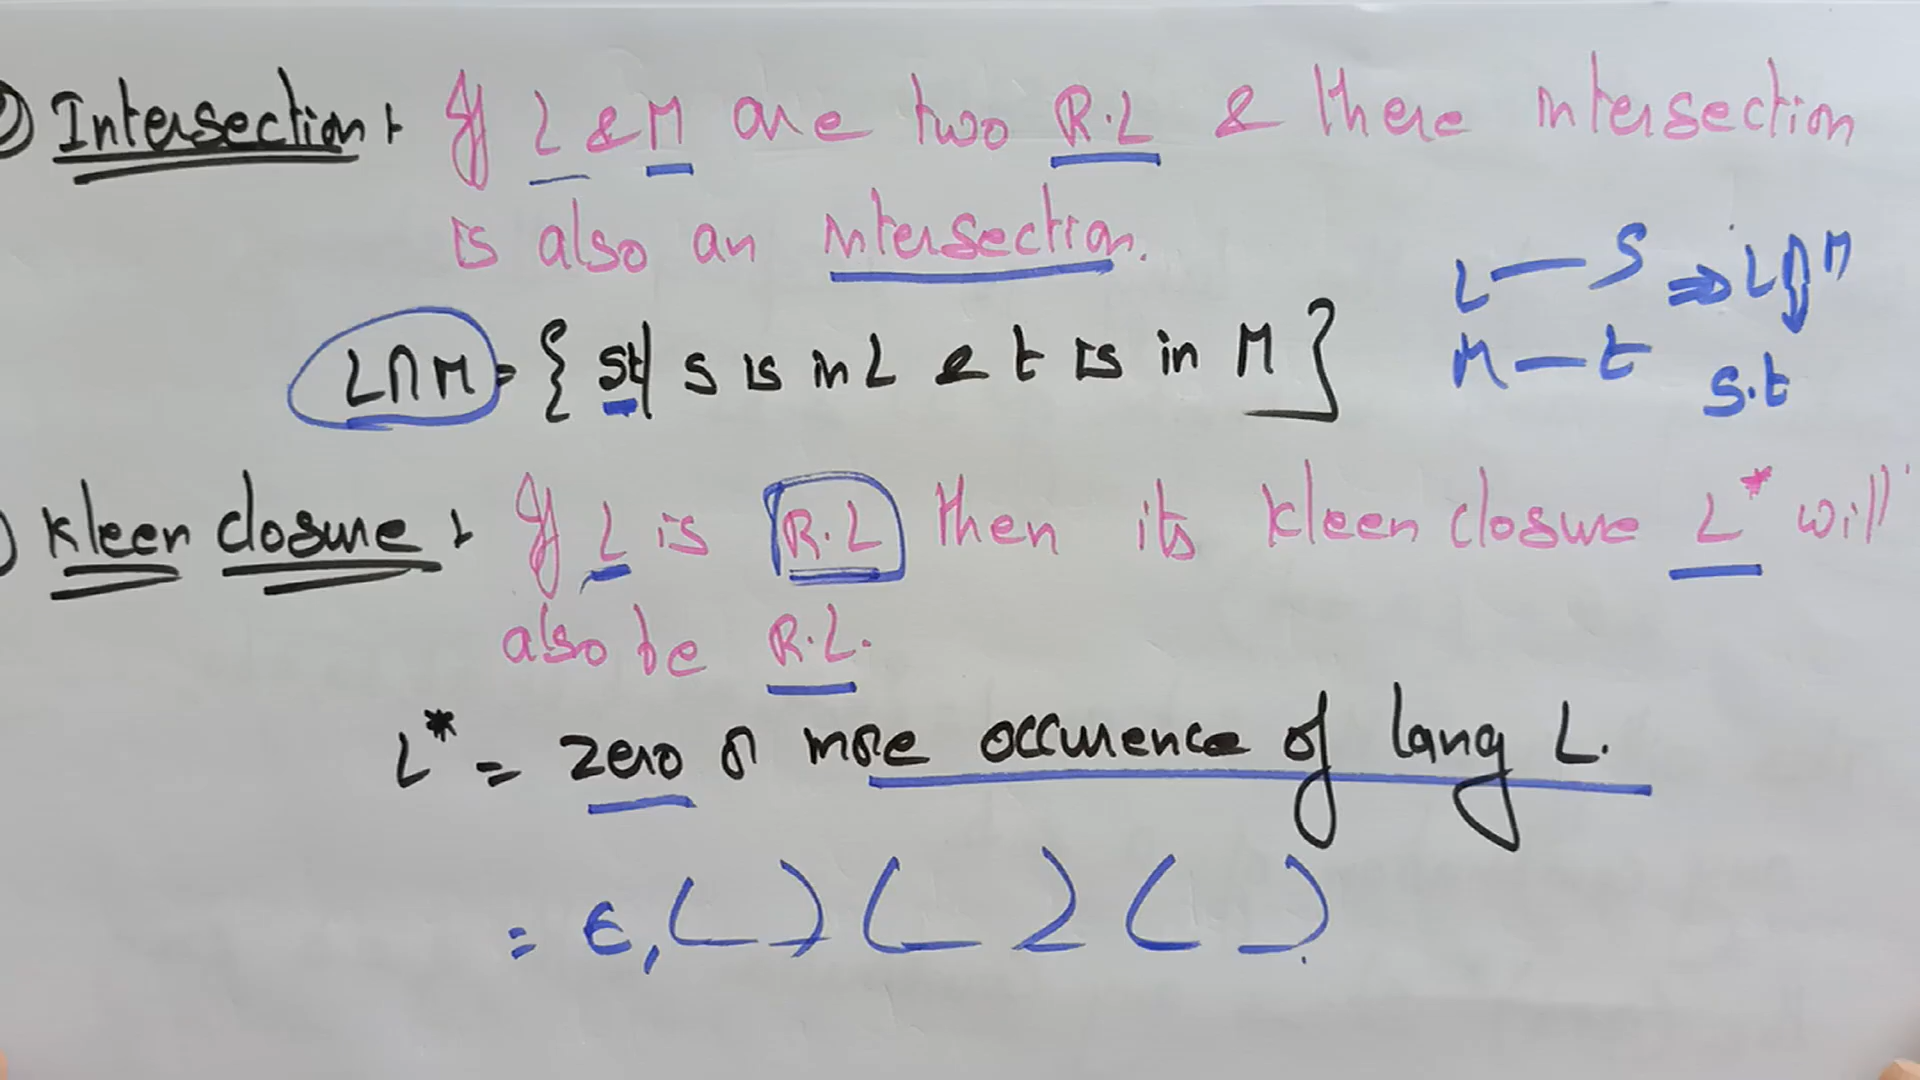 ) Intersection :- If L & M are two R.L & there intersection
is also an intersection.
L — S ⇒ L∩M
M — t S.t
L∩M = { st | s is in L & t is in M }
) Kleen closure :- If L is R.L then its kleen closure L* will
also be R.L.
L* = zero or more occurence of lang L.
= ϵ, ( ) ( ) ( )